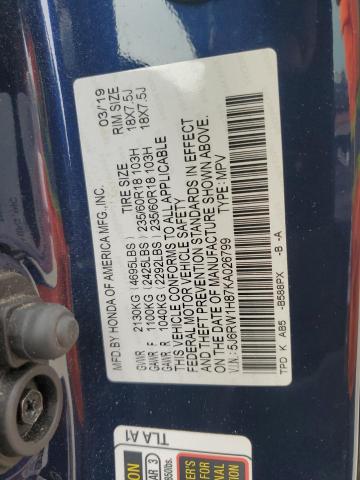 MFD.BY HONDA OF AMERICA MFG.,INC. 03/'19
TIRE SIZE RIM SIZE
GVWR 2130KG (4695LBS)
GAWR F 1100KG (2425LBS) 235/60R18 103H 18X7.5J
GAWR R 1040KG (2292LBS) 235/60R18 103H 18X7.5J
THIS VEHICLE CONFORMS TO ALL APPLICABLE
FEDERAL MOTOR VEHICLE SAFETY
AND THEFT PREVENTION STANDARDS IN EFFECT
ON THE DATE OF MANUFACTURE SHOWN ABOVE.
V.I.N.:5J6RW1H87KA026799 TYPE: MPV
TPD K AB5 -B588PX -B -A
TLA A1